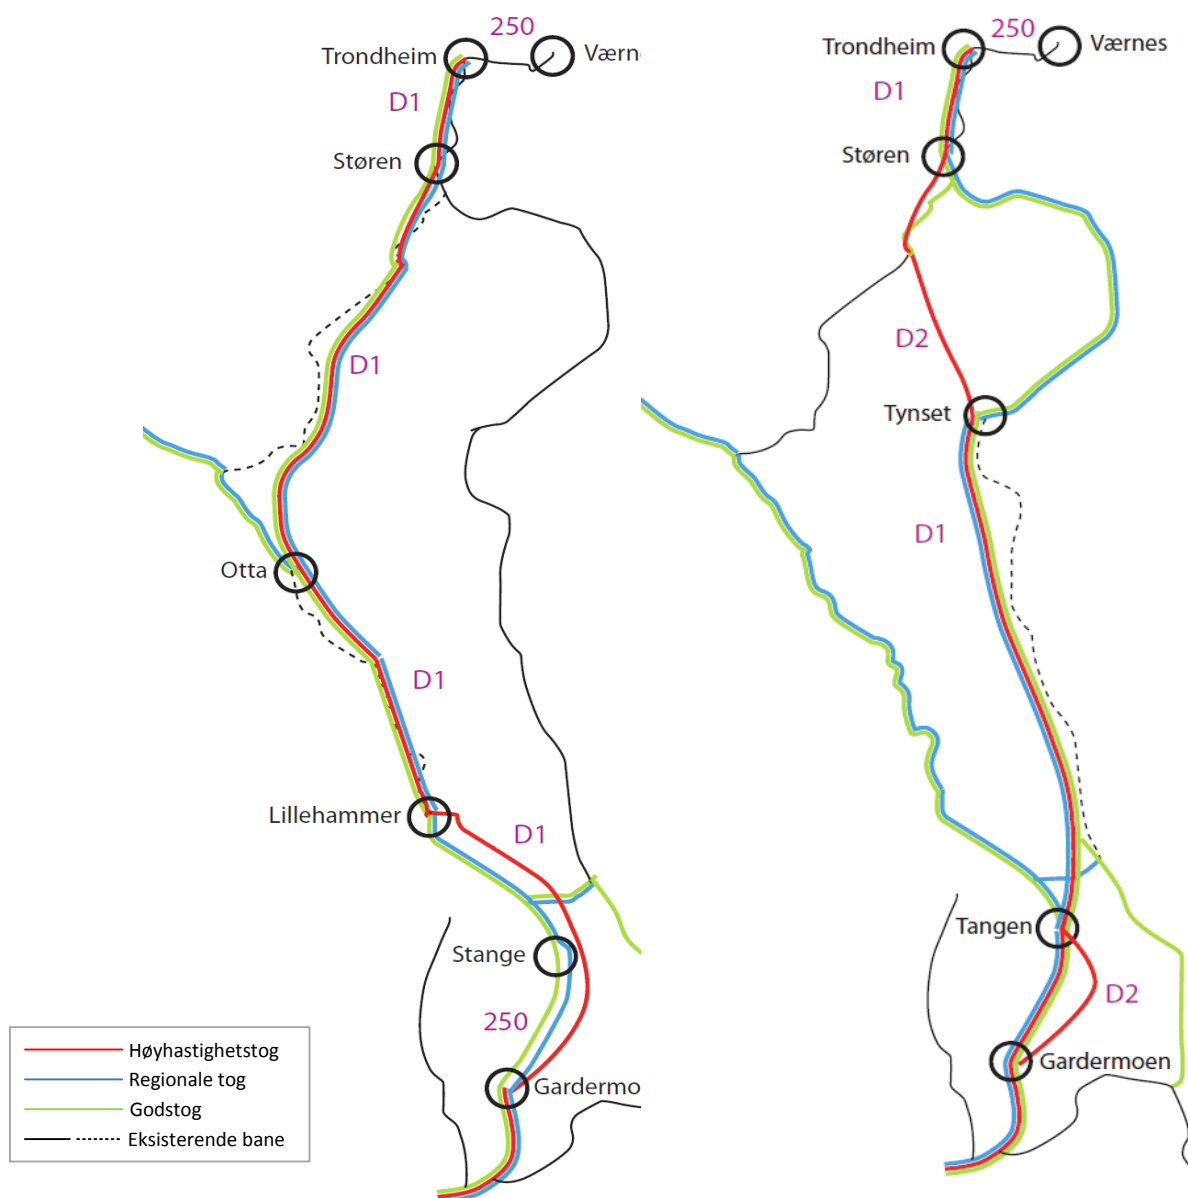 250
Trondheim
Værn
D1
Støren
D1
Otta
D1
Lillehammer
D1
Stange
250
Gardermo
Høyhastighetstog
Regionale tog
Godstog
Eksisterende bane
250
Trondheim
Værnes
D1
Støren
D2
Tynset
D1
Tangen
D2
Gardermoen